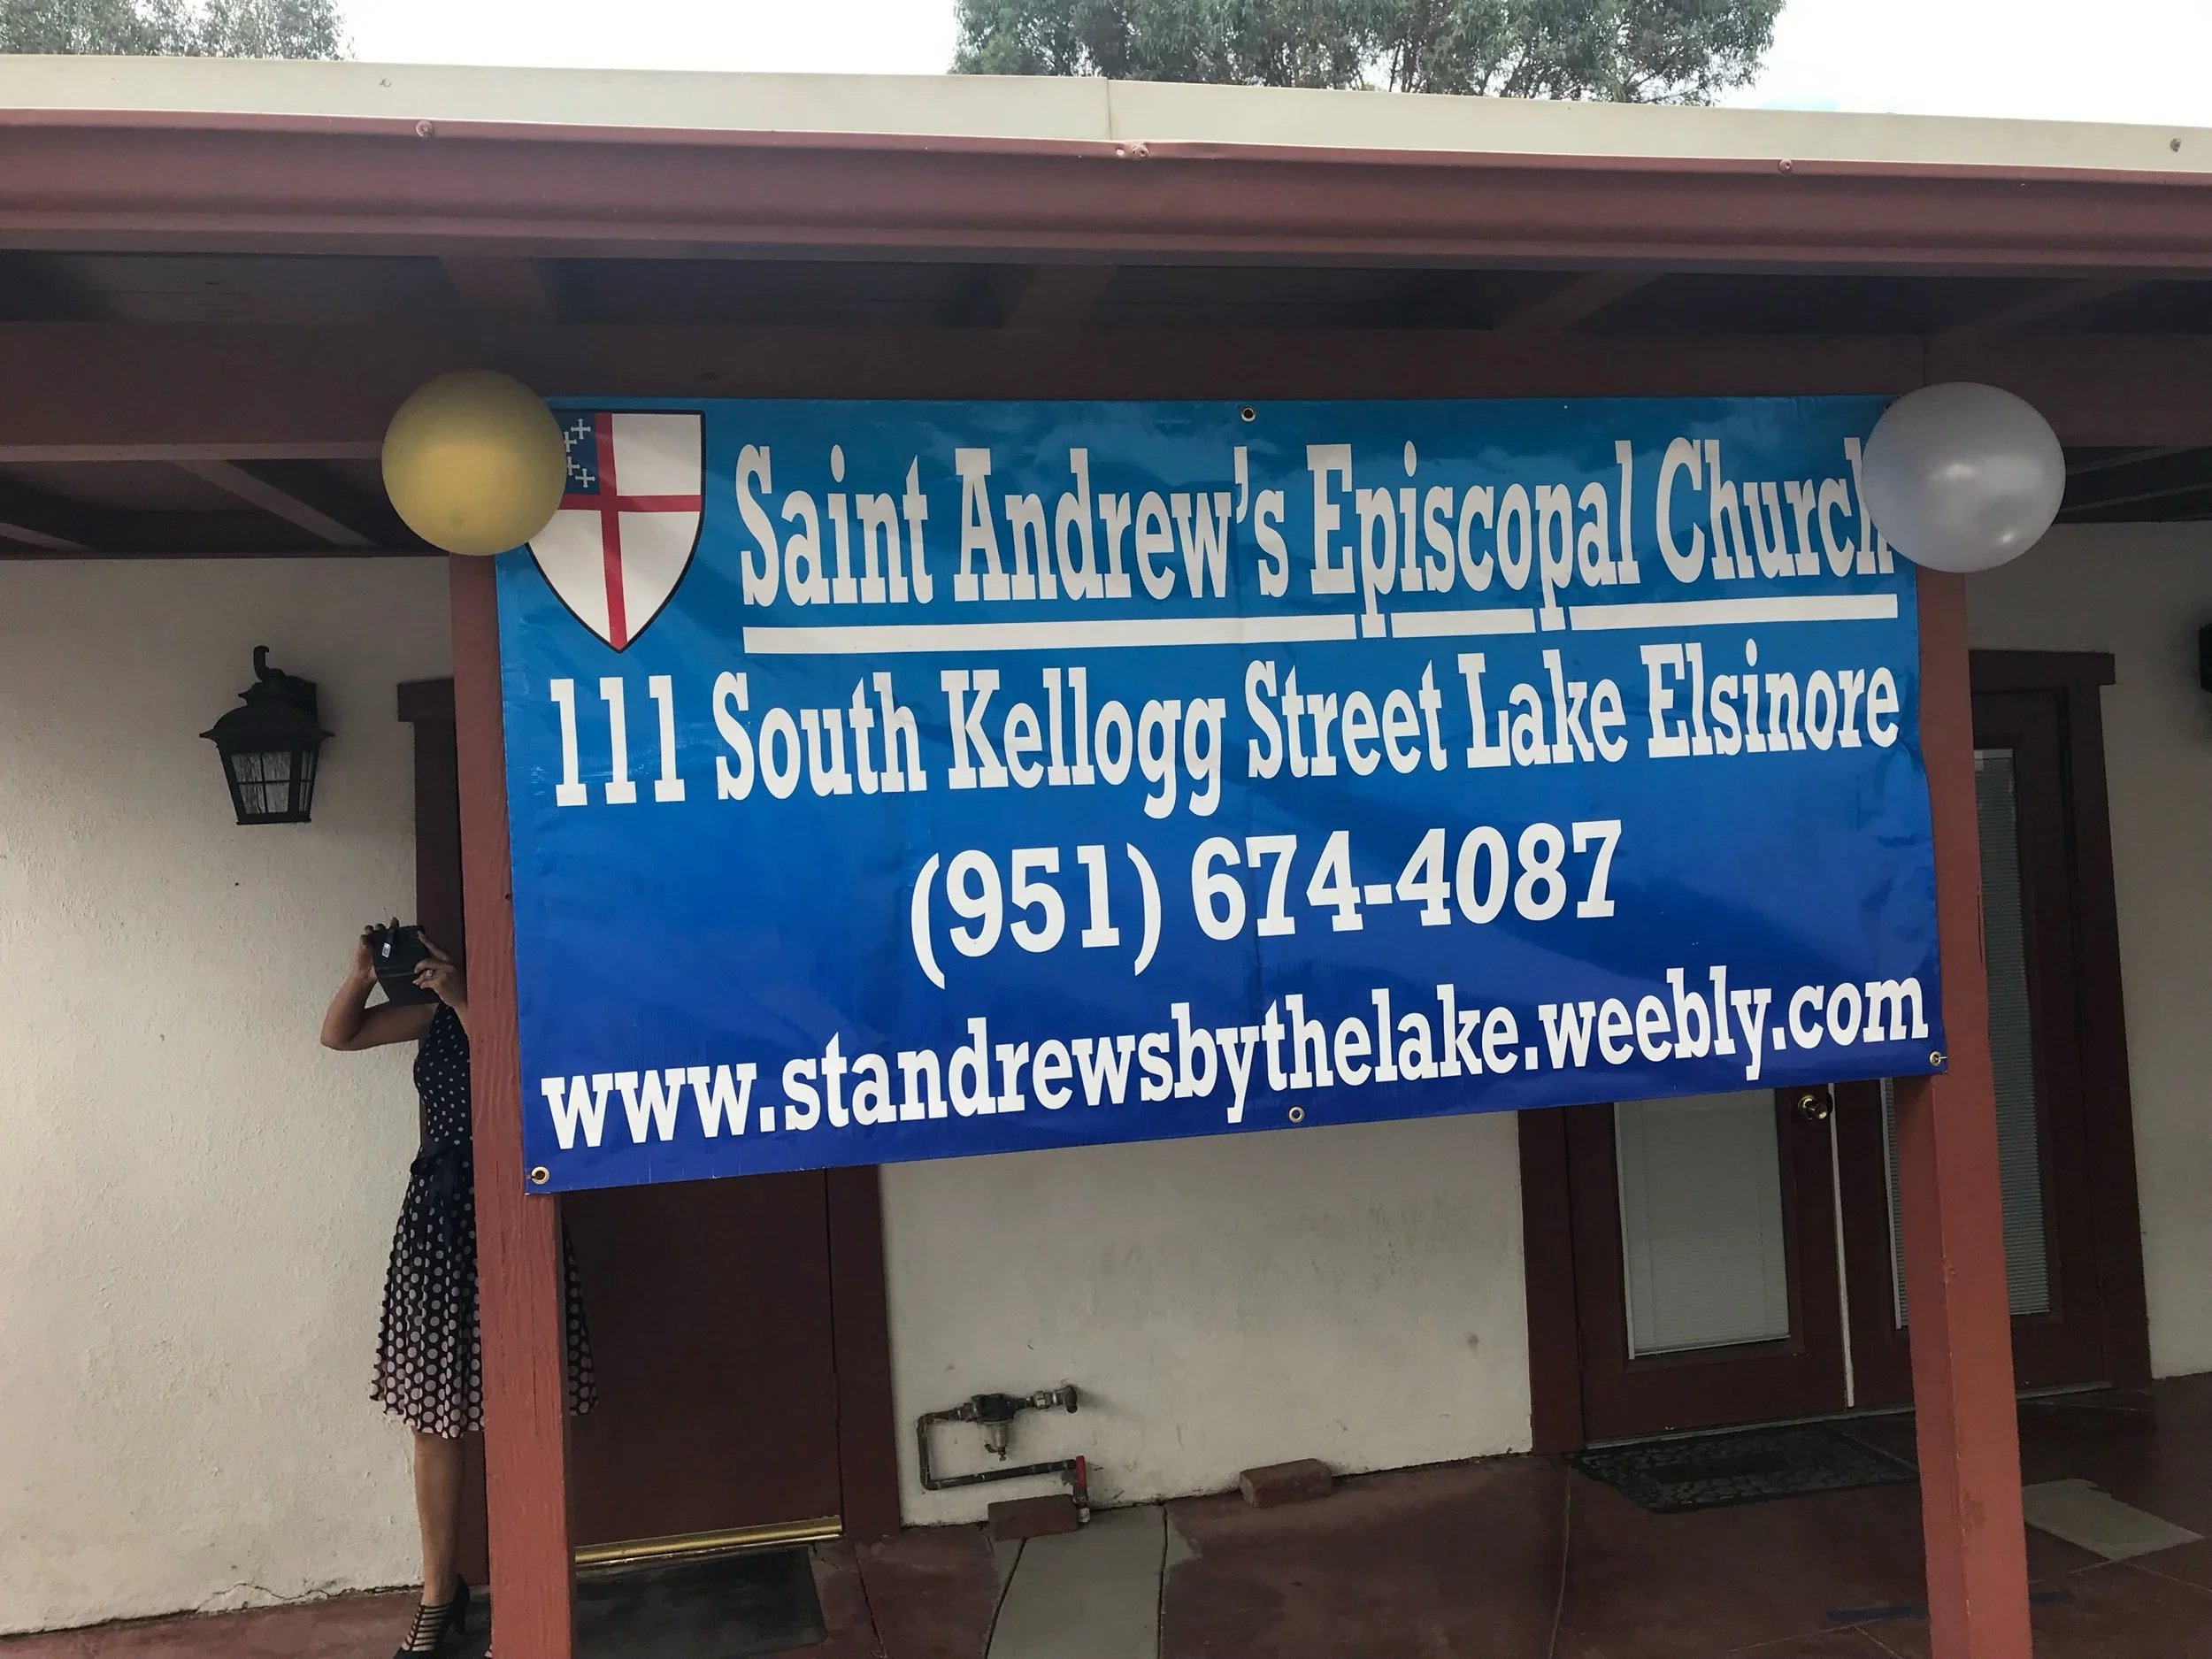 Saint Andrew's Episcopal Church
111 South Kellogg Street Lake Elsinore
(951) 674-4087
www.standrewsbythelake.weebly.com